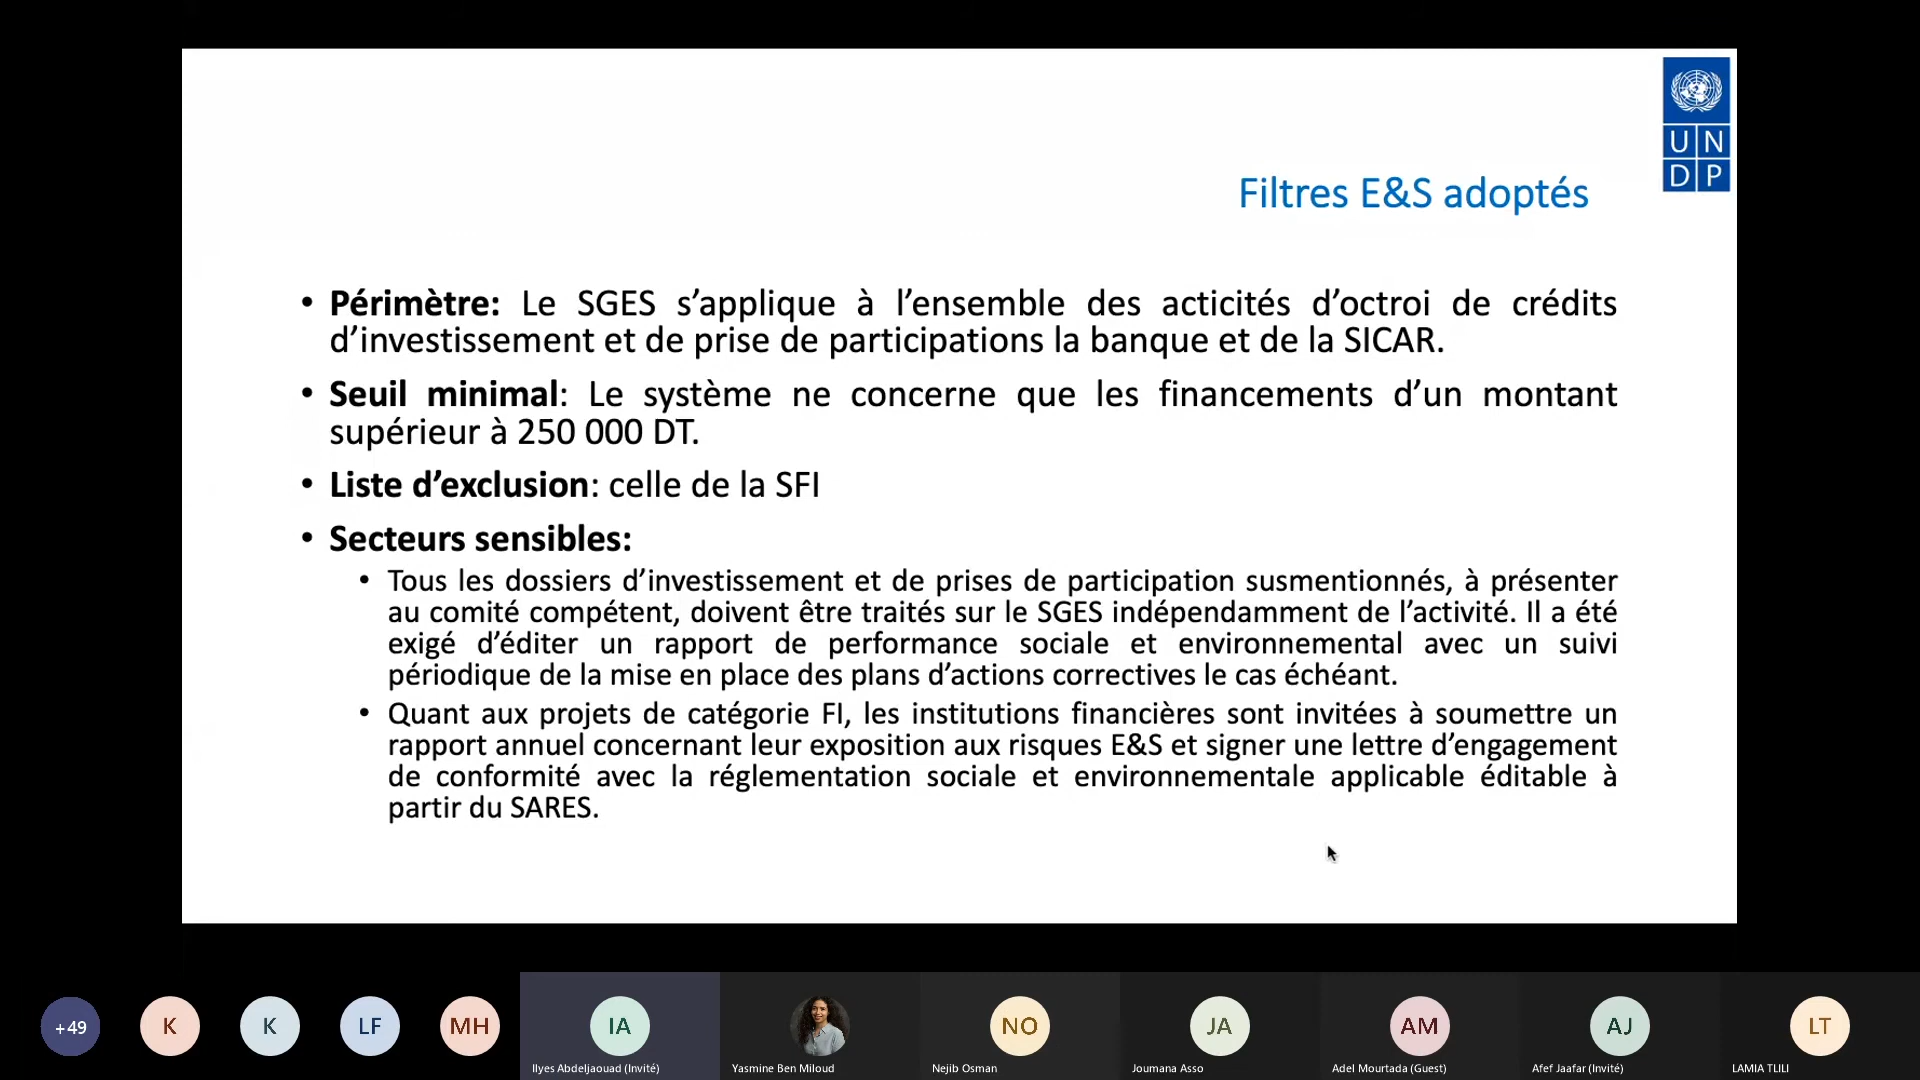 U N
D P
Filtres E&S adoptés
• Périmètre: Le SGES s’applique à l’ensemble des acticités d’octroi de crédits
d’investissement et de prise de participations la banque et de la SICAR.
• Seuil minimal: Le système ne concerne que les financements d’un montant
supérieur à 250 000 DT.
• Liste d’exclusion: celle de la SFI
• Secteurs sensibles:
• Tous les dossiers d’investissement et de prises de participation susmentionnés, à présenter
au comité compétent, doivent être traités sur le SGES indépendamment de l’activité. Il a été
exigé d’éditer un rapport de performance sociale et environnemental avec un suivi
périodique de la mise en place des plans d’actions correctives le cas échéant.
• Quant aux projets de catégorie FI, les institutions financières sont invitées à soumettre un
rapport annuel concernant leur exposition aux risques E&S et signer une lettre d’engagement
de conformité avec la réglementation sociale et environnementale applicable éditable à
partir du SARES.
+49 K K LF MH IA NO JA AM AJ LT
Ilyes Abdeljaouad (Invité) Yasmine Ben Miloud Nejib Osman Joumana Asso Adel Mourtada (Guest) Afef Jaafar (Invité) LAMIA TLILI